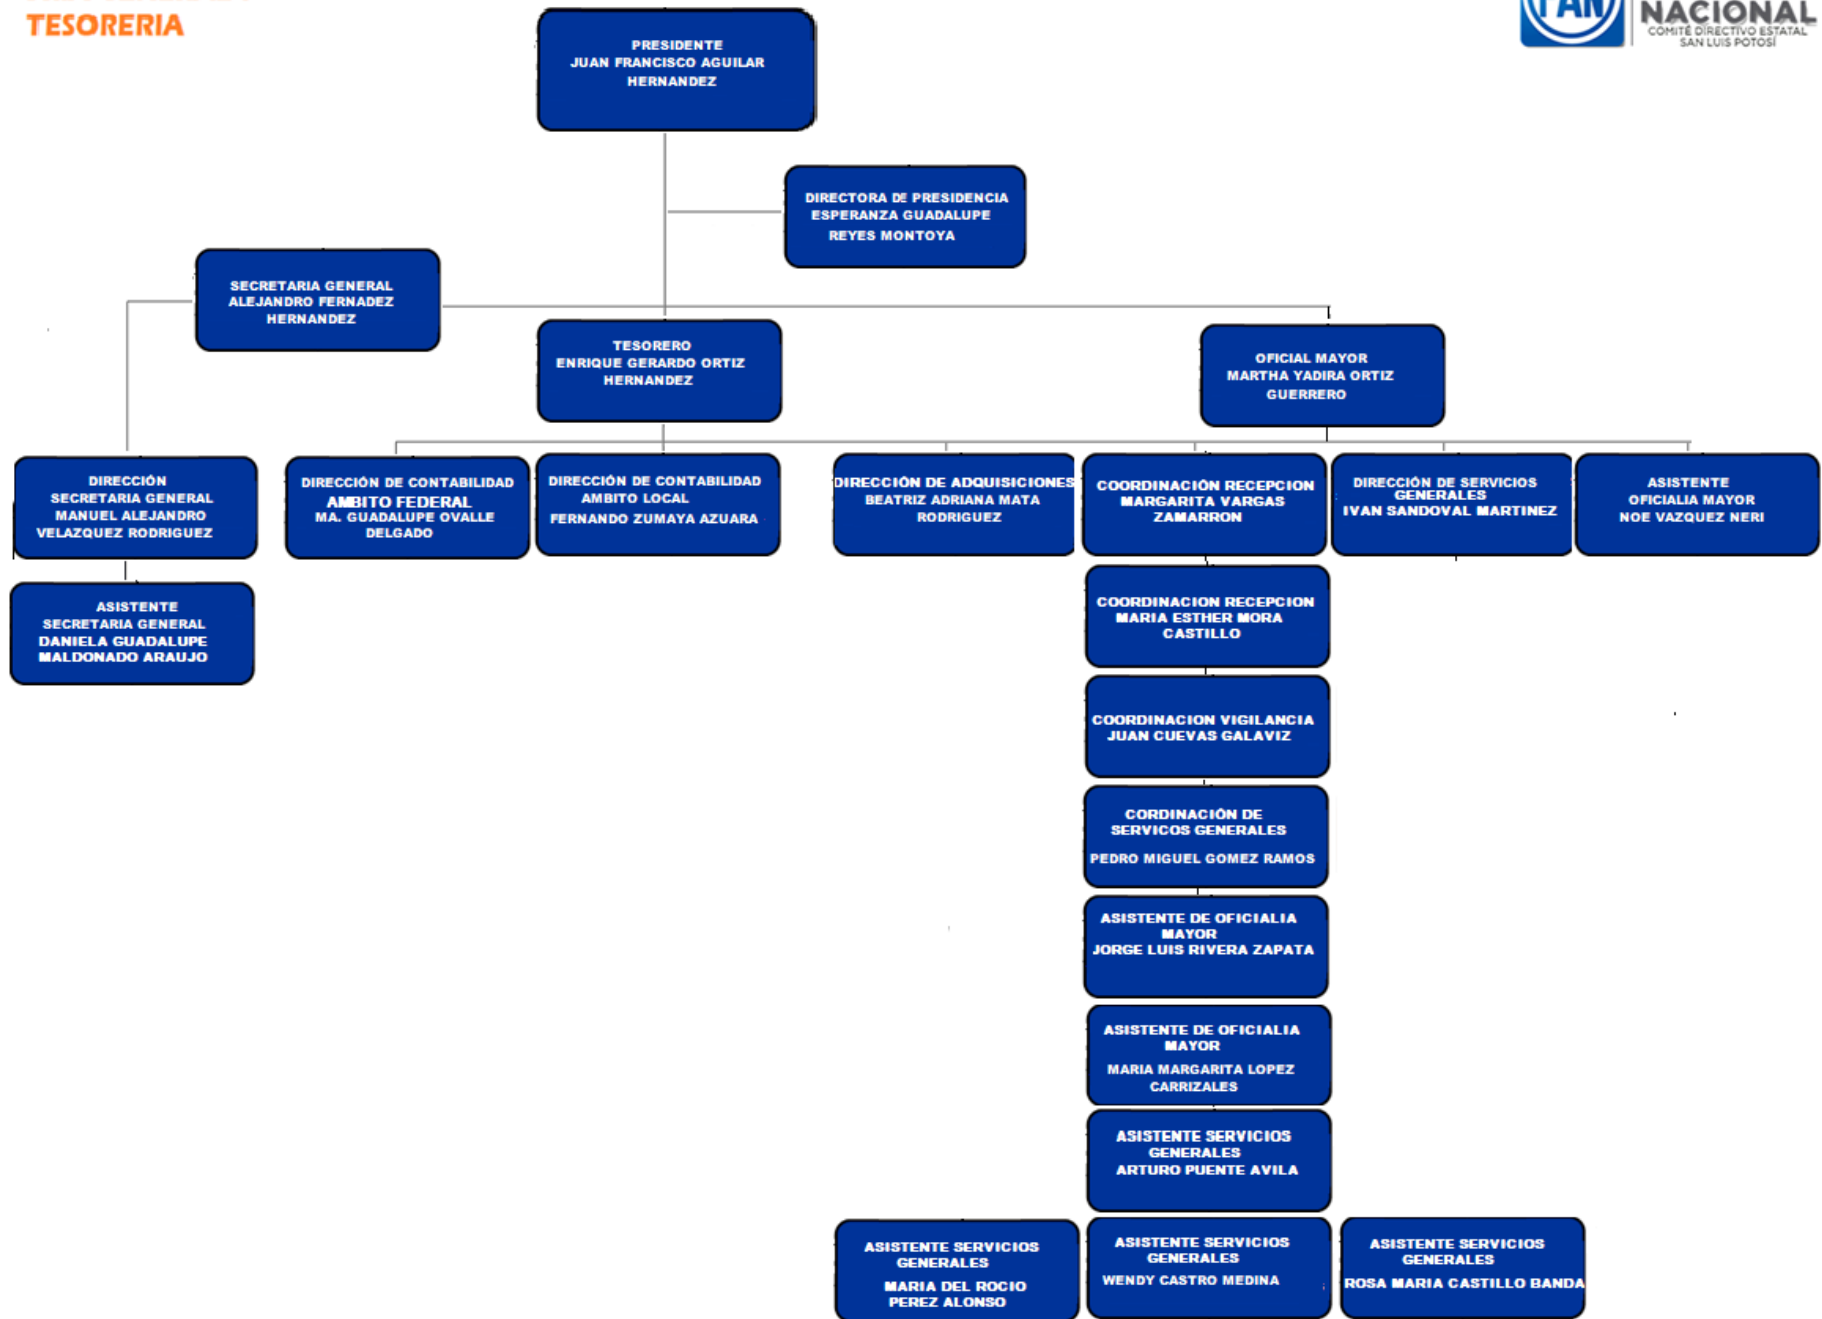 TESORERIA
PAN
NACIONAL
COMITÉ DIRECTIVO ESTATAL
SAN LUIS POTOSÍ
PRESIDENTE
JUAN FRANCISCO AGUILAR
HERNANDEZ
DIRECTORA DE PRESIDENCIA
ESPERANZA GUADALUPE
REYES MONTOYA
SECRETARIA GENERAL
ALEJANDRO FERNADEZ
HERNANDEZ
TESORERO
ENRIQUE GERARDO ORTIZ
HERNANDEZ
OFICIAL MAYOR
MARTHA YADIRA ORTIZ
GUERRERO
DIRECCIÓN
SECRETARIA GENERAL
MANUEL ALEJANDRO
VELAZQUEZ RODRIGUEZ
DIRECCIÓN DE CONTABILIDAD
AMBITO FEDERAL
MA. GUADALUPE OVALLE
DELGADO
DIRECCIÓN DE CONTABILIDAD
AMBITO LOCAL
FERNANDO ZUMAYA AZUARA
DIRECCIÓN DE ADQUISICIONES
BEATRIZ ADRIANA MATA
RODRIGUEZ
COORDINACIÓN RECEPCION
MARGARITA VARGAS
ZAMARRON
DIRECCIÓN DE SERVICIOS
GENERALES
IVAN SANDOVAL MARTINEZ
ASISTENTE
OFICIALIA MAYOR
NOE VAZQUEZ NERI
ASISTENTE
SECRETARIA GENERAL
DANIELA GUADALUPE
MALDONADO ARAUJO
COORDINACION RECEPCION
MARIA ESTHER MORA
CASTILLO
COORDINACION VIGILANCIA
JUAN CUEVAS GALAVIZ
CORDINACIÓN DE
SERVICOS GENERALES
PEDRO MIGUEL GOMEZ RAMOS
ASISTENTE DE OFICIALIA
MAYOR
JORGE LUIS RIVERA ZAPATA
ASISTENTE DE OFICIALIA
MAYOR
MARIA MARGARITA LOPEZ
CARRIZALES
ASISTENTE SERVICIOS
GENERALES
ARTURO PUENTE AVILA
ASISTENTE SERVICIOS
GENERALES
MARIA DEL ROCIO
PEREZ ALONSO
ASISTENTE SERVICIOS
GENERALES
WENDY CASTRO MEDINA
ASISTENTE SERVICIOS
GENERALES
ROSA MARIA CASTILLO BANDA